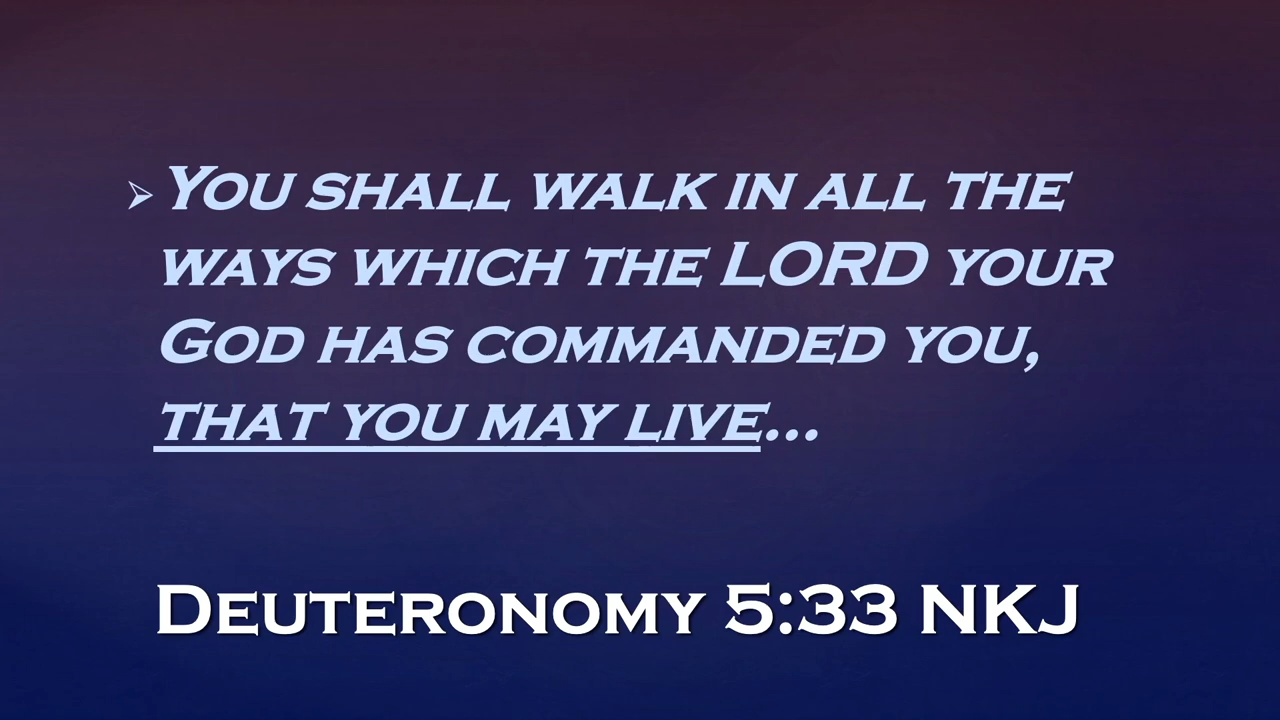 ➢ You shall walk in all the
ways which the LORD your
God has commanded you,
that you may live...
Deuteronomy 5:33 NKJ